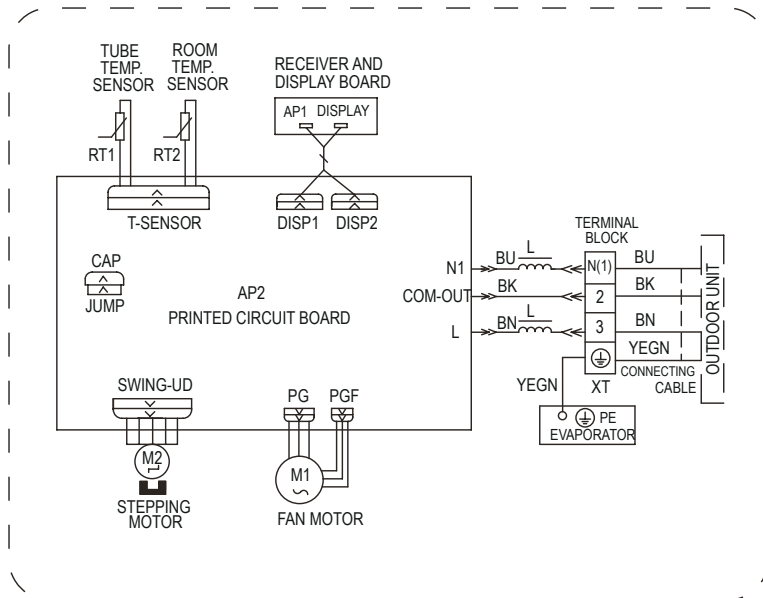 TUBE
TEMP.
SENSOR
ROOM
TEMP.
SENSOR
RECEIVER AND
DISPLAY BOARD
AP1 DISPLAY
RT1
RT2
T-SENSOR
DISP1
DISP2
CAP
JUMP
AP2
PRINTED CIRCUIT BOARD
N1
COM-OUT
L
BU
L
BK
BN
L
TERMINAL
BLOCK
N(1)
2
3
XT
BU
BK
BN
YEGN
CONNECTING
CABLE
OUTDOOR UNIT
YEGN
PE
EVAPORATOR
SWING-UD
M2
STEPPING
MOTOR
PG
PGF
M1
FAN MOTOR